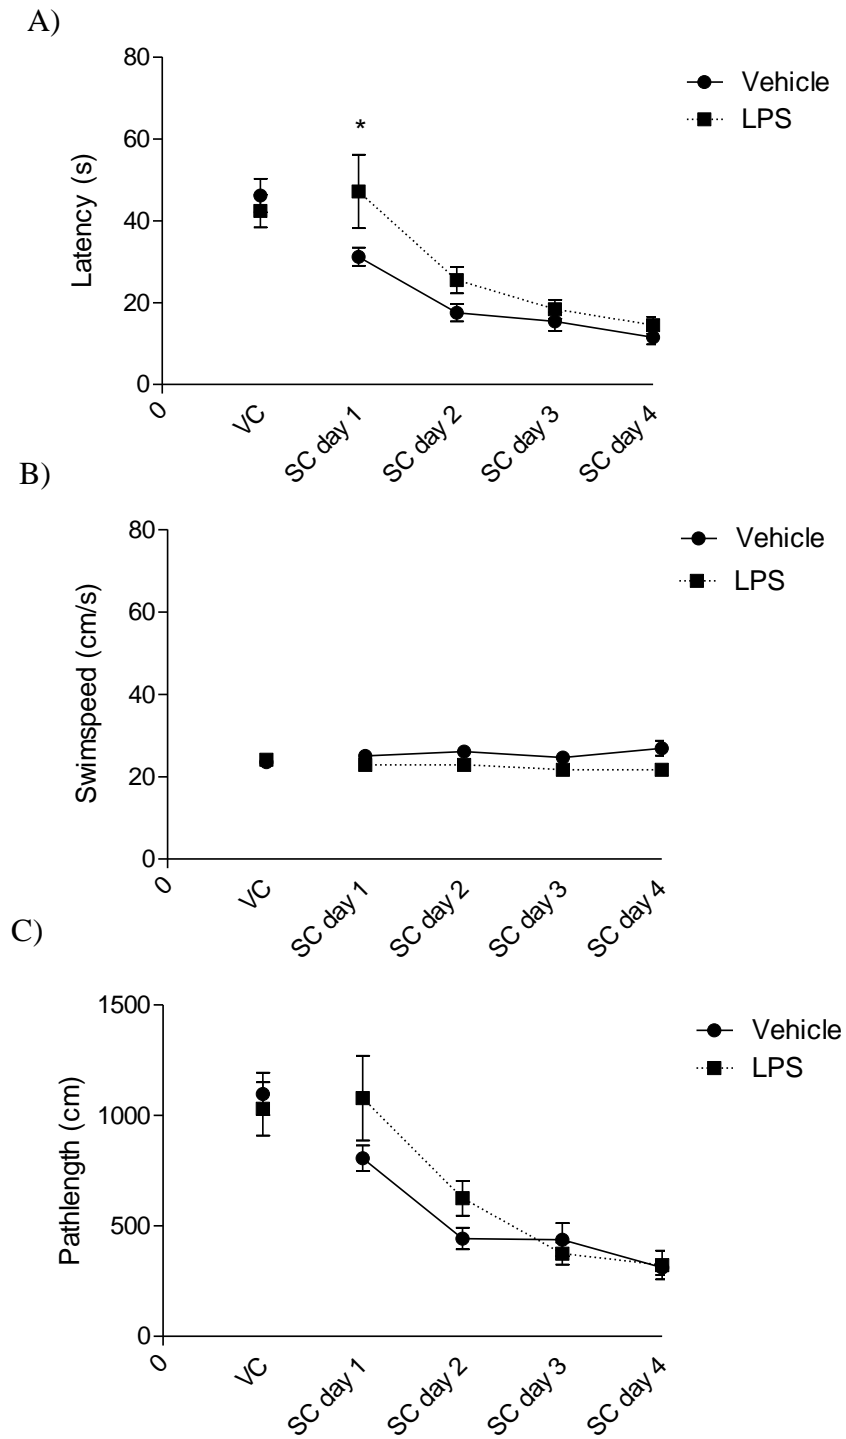 A)
80
60
40
20
0
Latency (s)
*
Vehicle
LPS
0
VC
SC day 1
SC day 2
SC day 3
SC day 4
B)
80
60
40
20
0
Swimspeed (cm/s)
Vehicle
LPS
0
VC
SC day 1
SC day 2
SC day 3
SC day 4
C)
1500
1000
500
0
Pathlength (cm)
Vehicle
LPS
0
VC
SC day 1
SC day 2
SC day 3
SC day 4